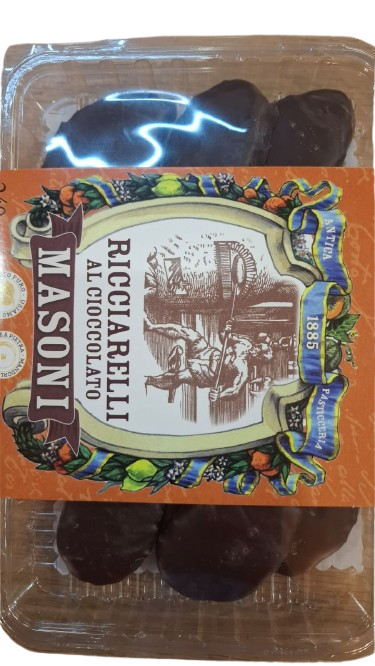 ANTICA
1885
PASTICCERIA
RICCIARELLI
AL CIOCCOLATO
MASONI